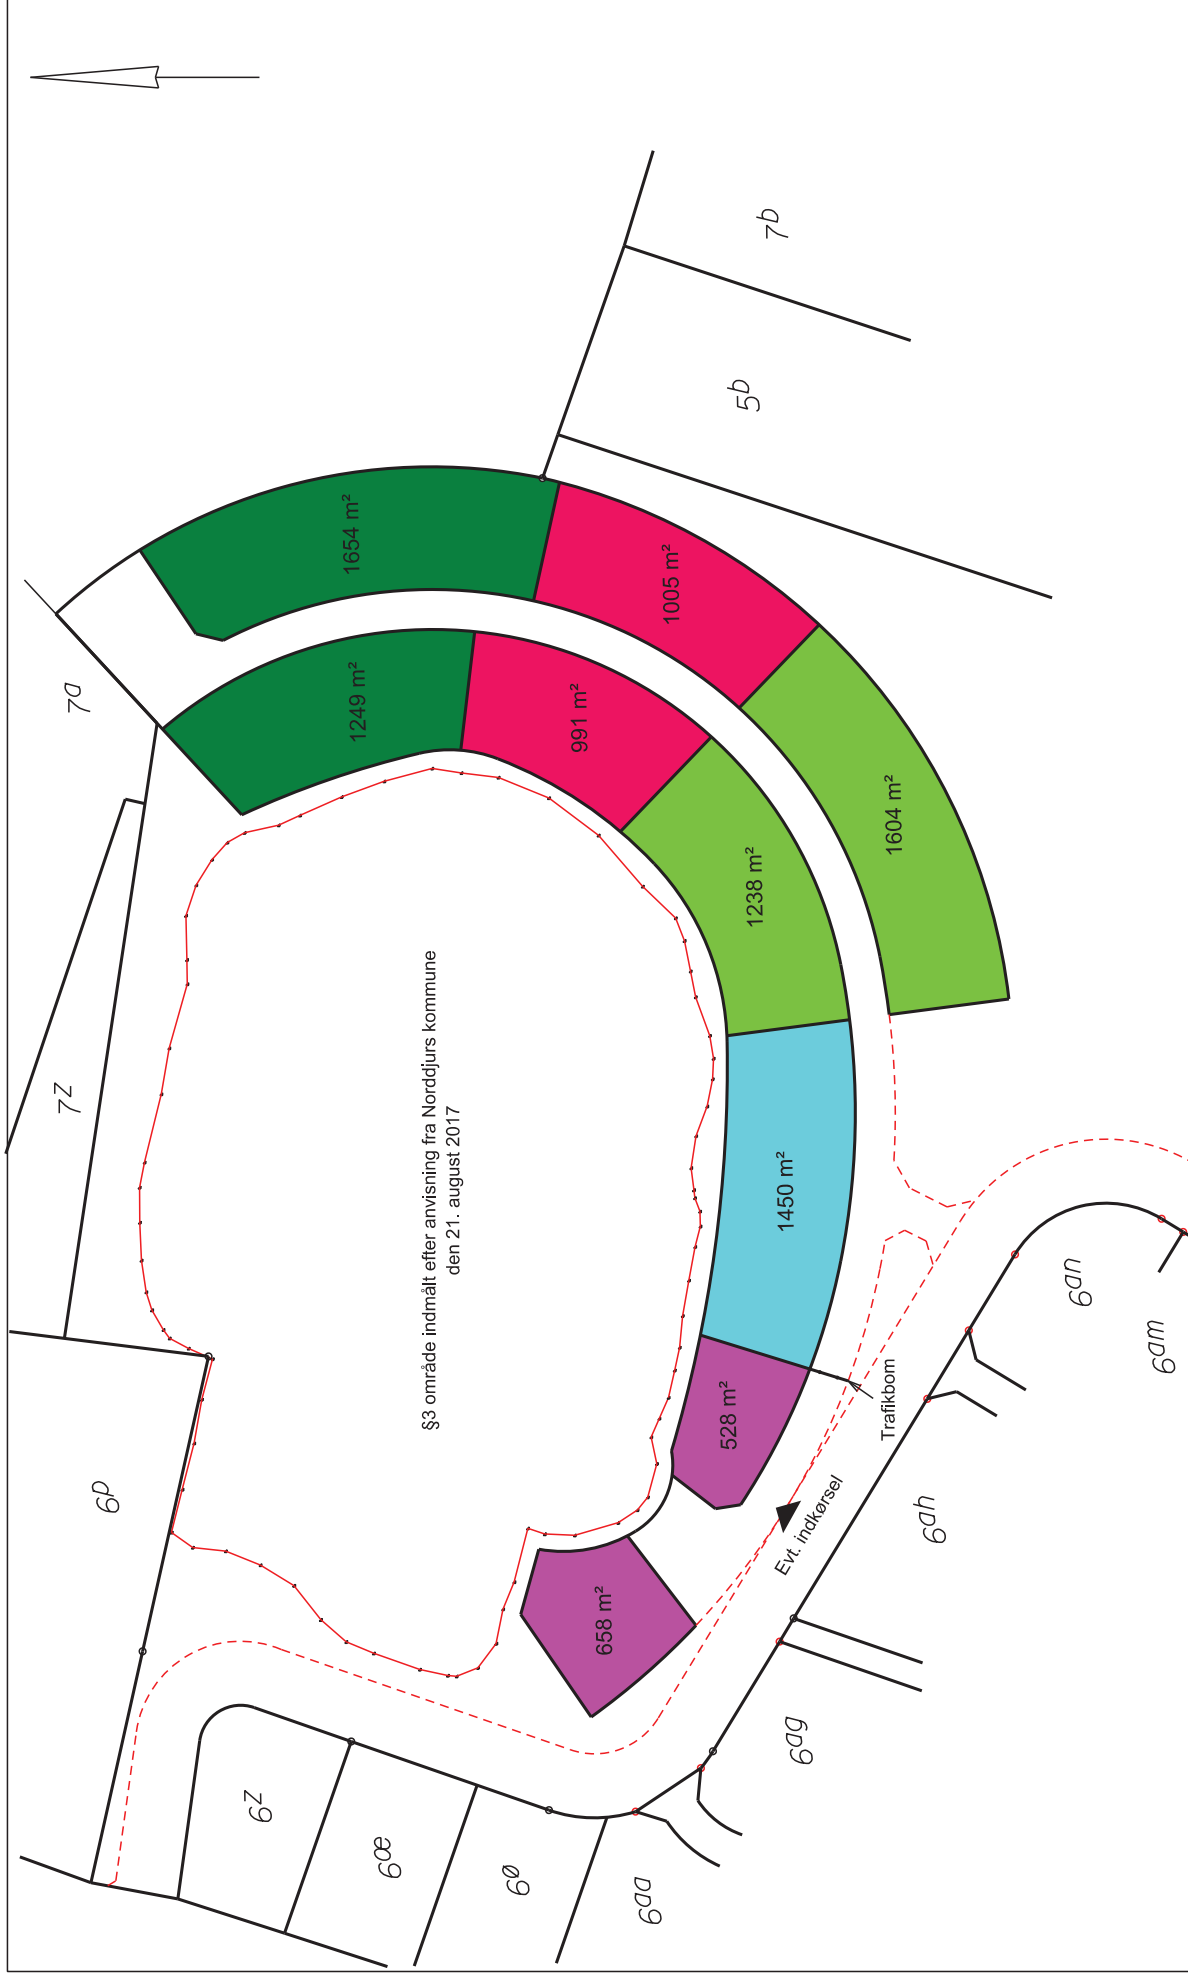 7a
7z
6p
7b
5b
1654 m²
1249 m²
1005 m²
991 m²
1604 m²
1238 m²
1450 m²
528 m²
658 m²
§3 område indmålt efter anvisning fra Norddjurs kommune
den 21. august 2017
Trafikbom
Evt. indkørsel
6an
6am
6ah
6ag
6z
6œ
6ø
6aa